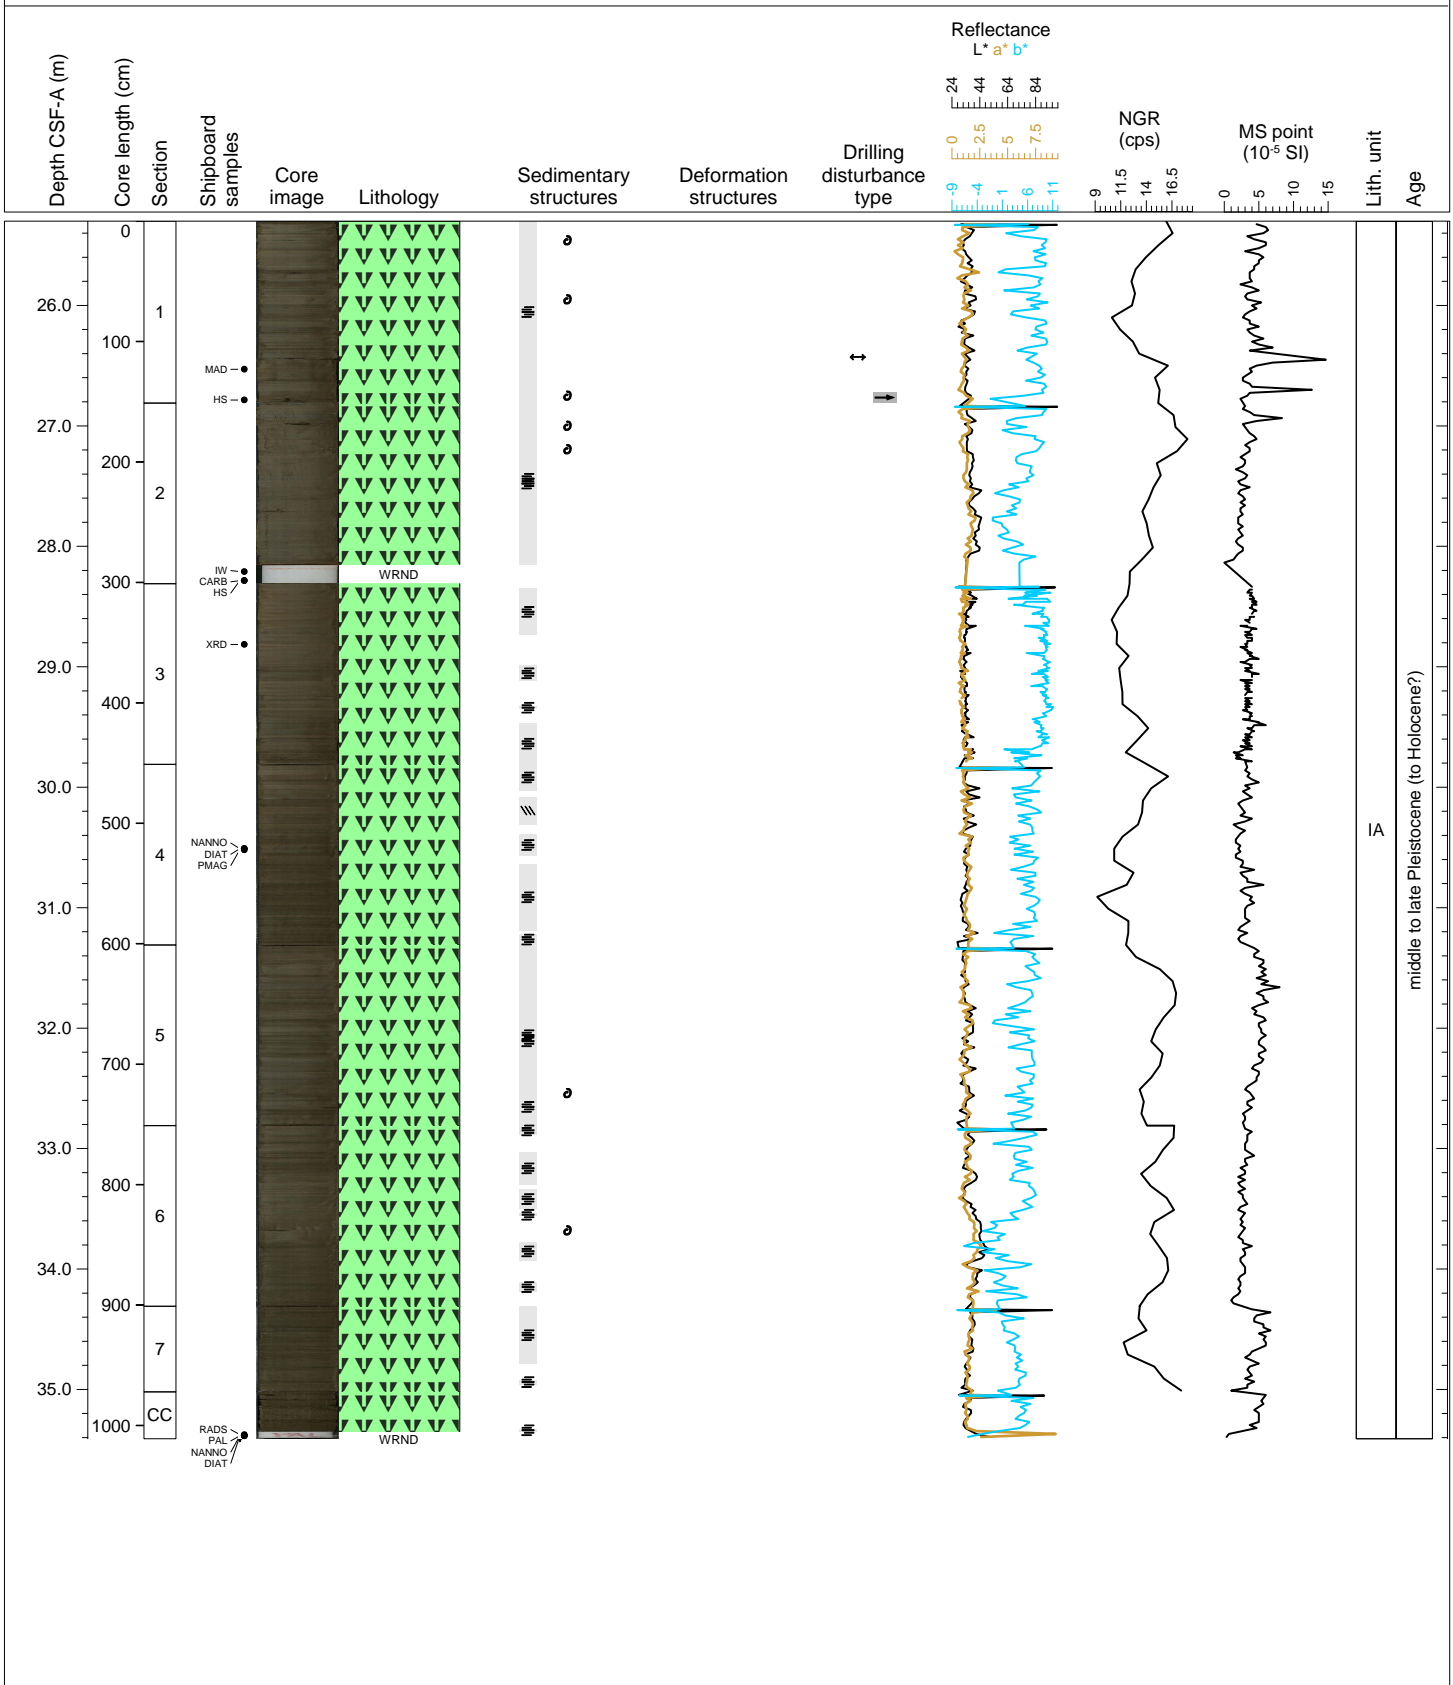 Depth CSF-A (m)
Core length (cm)
Section
Shipboard
samples
Core
image
Lithology
Sedimentary
structures
Deformation
structures
Drilling
disturbance
type
Reflectance
L* a* b*
24 44 64 84
0 2.5 5 7.5
-9 -4 1 6 11
NGR
(cps)
9 11.5 14 16.5
MS point
(10⁻⁵ SI)
0 5 10 15
Lith. unit
Age
0
26.0
1
100
MAD
HS
27.0
200
2
28.0
IW
CARB
HS
300
WRND
XRD
29.0
3
400
30.0
500
NANNO
DIAT
PMAG
4
IA
middle to late Pleistocene (to Holocene?)
31.0
600
32.0
5
700
33.0
800
6
34.0
900
7
35.0
CC
1000
RADS
PAL
NANNO
DIAT
WRND